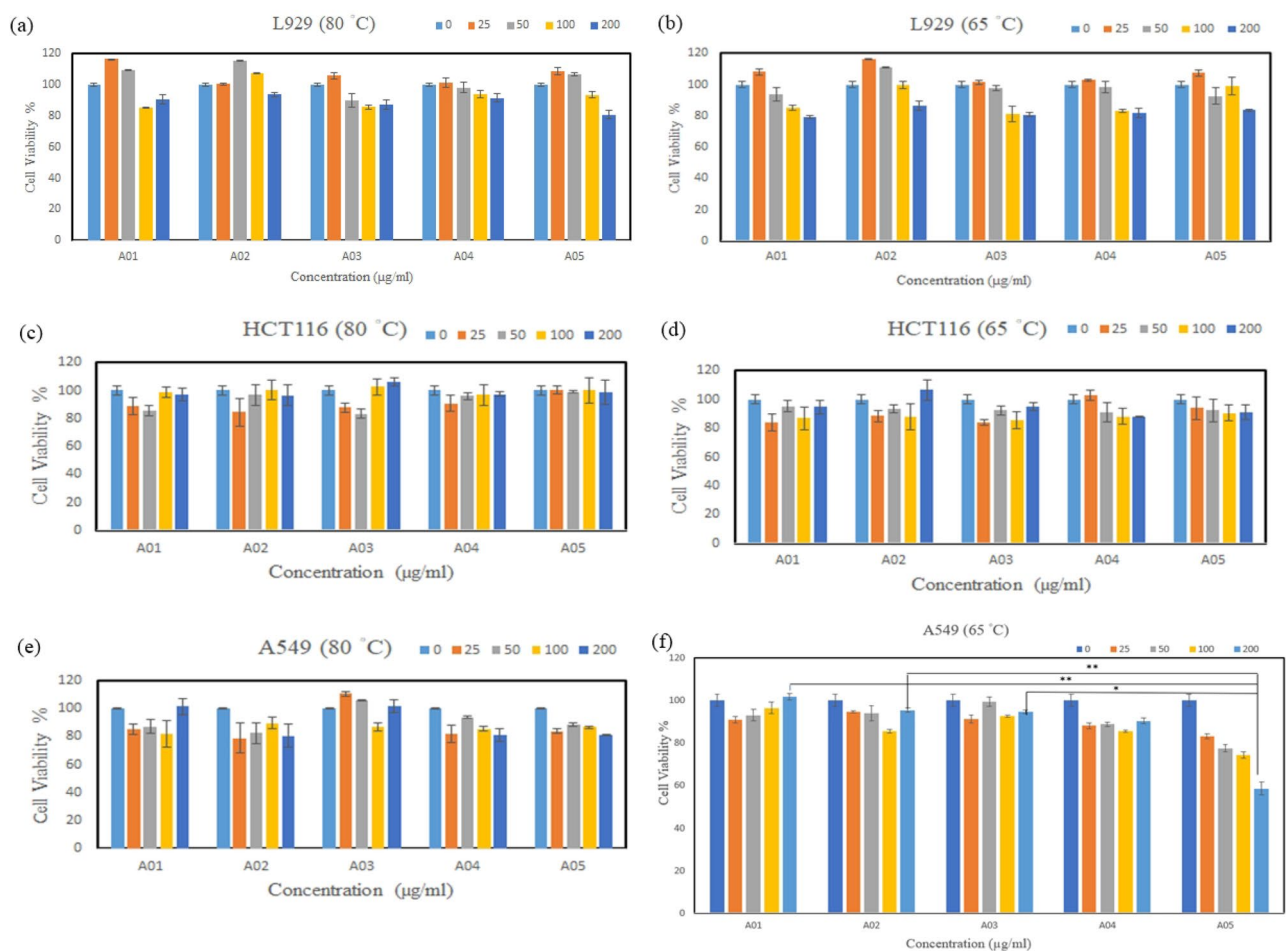 (a)
L929 (80 °C)
0 25 50 100 200
Cell Viability %
120
100
80
60
40
20
0
A01 A02 A03 A04 A05
Concentration (µg/ml)
(b)
L929 (65 °C)
0 25 50 100 200
Cell Viability %
120
100
80
60
40
20
0
A01 A02 A03 A04 A05
Concentration (µg/ml)
(c)
HCT116 (80 °C)
0 25 50 100 200
Cell Viability %
120
100
80
60
40
20
0
A01 A02 A03 A04 A05
Concentration (µg/ml)
(d)
HCT116 (65 °C)
0 25 50 100 200
Cell Viability %
120
100
80
60
40
20
0
A01 A02 A03 A04 A05
Concentration (µg/ml)
(e)
A549 (80 °C)
0 25 50 100 200
Cell Viability %
120
100
80
60
40
20
0
A01 A02 A03 A04 A05
Concentration (µg/ml)
(f)
A549 (65 °C)
0 25 50 100 200
Cell Viability %
120
100
80
60
40
20
0
**
**
*
A01 A02 A03 A04 A05
Concentration (µg/ml)